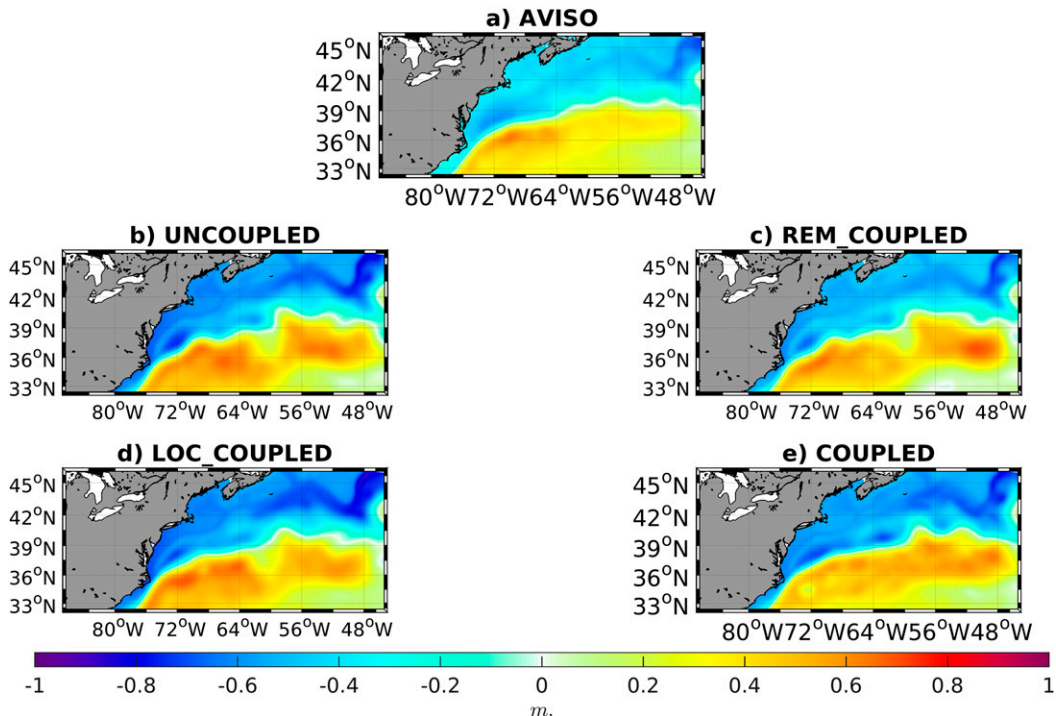 a) AVISO
45°N
42°N
39°N
36°N
33°N
80°W72°W64°W56°W48°W
b) UNCOUPLED
45°N
42°N
39°N
36°N
33°N
80°W 72°W 64°W 56°W 48°W
c) REM_COUPLED
45°N
42°N
39°N
36°N
33°N
80°W 72°W 64°W 56°W 48°W
d) LOC_COUPLED
45°N
42°N
39°N
36°N
33°N
80°W 72°W 64°W 56°W 48°W
e) COUPLED
45°N
42°N
39°N
36°N
33°N
80°W72°W64°W56°W48°W
-1 -0.8 -0.6 -0.4 -0.2 0 0.2 0.4 0.6 0.8 1
m.